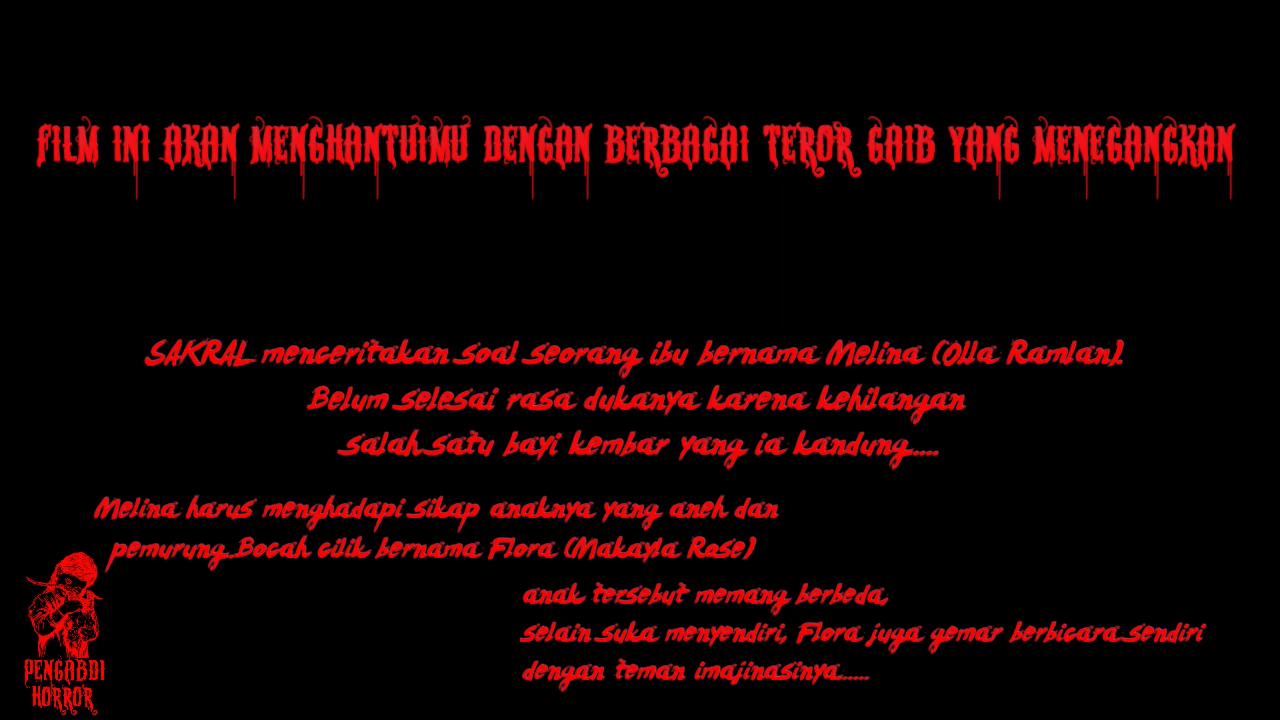 FILM INI AKAN MENGHANTUIMU DENGAN BERBAGAI TEROR GAIB YANG MENEGANGKAN
SAKRAL menceritakan soal seorang ibu bernama Melina (Olla Ramlan).
Belum selesai rasa dukanya karena kehilangan
salah satu bayi kembar yang ia kandung....
Melina harus menghadapi sikap anaknya yang aneh dan
pemurung.Bocah cilik bernama Flora (Makayla Rose)
anak tersebut memang berbeda,
selain suka menyendiri, Flora juga gemar berbicara sendiri
dengan teman imajinasinya......
PENGABDI
HORROR